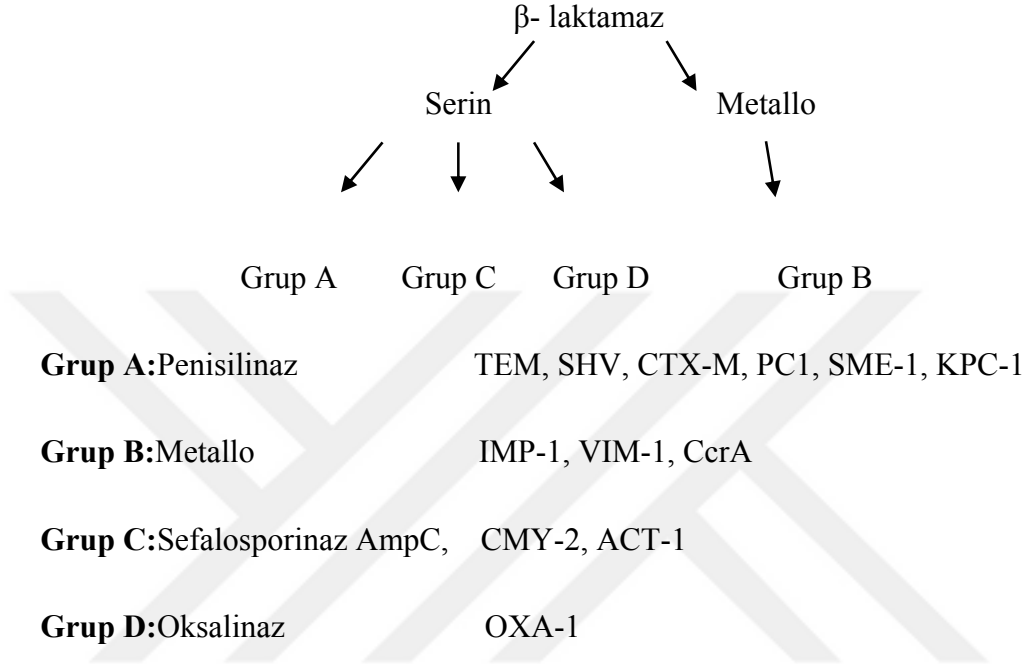 β- laktamaz
Serin Metallo
Grup A Grup C Grup D Grup B
Grup A:Penisilinaz TEM, SHV, CTX-M, PC1, SME-1, KPC-1
Grup B:Metallo IMP-1, VIM-1, CcrA
Grup C:Sefalosporinaz AmpC, CMY-2, ACT-1
Grup D:Oksalinaz OXA-1